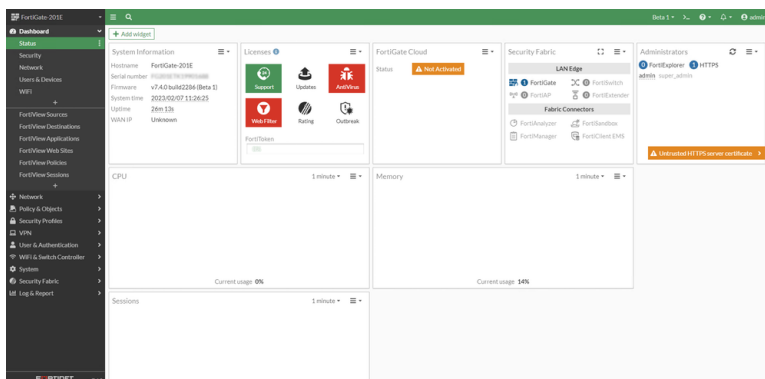 FortiGate-201E
Beta 1
admin
Dashboard
Status
Security
Network
Users & Devices
WiFi
FortiView Sources
FortiView Destinations
FortiView Applications
FortiView Web Sites
FortiView Policies
FortiView Sessions
Network
Policy & Objects
Security Profiles
VPN
User & Authentication
WiFi & Switch Controller
System
Security Fabric
Log & Report
+ Add widget
System Information
Hostname FortiGate-201E
Serial number
Firmware v7.4.0 build2286 (Beta 1)
System time 2023/02/07 11:26:25
Uptime 26m 13s
WAN IP Unknown
Licenses
Support
Updates
AntiVirus
Web Filter
Rating
Outbreak
FortiToken
FortiGate Cloud
Status Not Activated
Security Fabric
LAN Edge
1 FortiGate
0 FortiSwitch
0 FortiAP
0 FortiExtender
Fabric Connectors
FortiAnalyzer
FortiSandbox
FortiManager
FortiClient EMS
Administrators
0 FortiExplorer 1 HTTPS
admin super_admin
Untrusted HTTPS server certificate
CPU
1 minute
Current usage 0%
Memory
1 minute
Current usage 14%
Sessions
1 minute